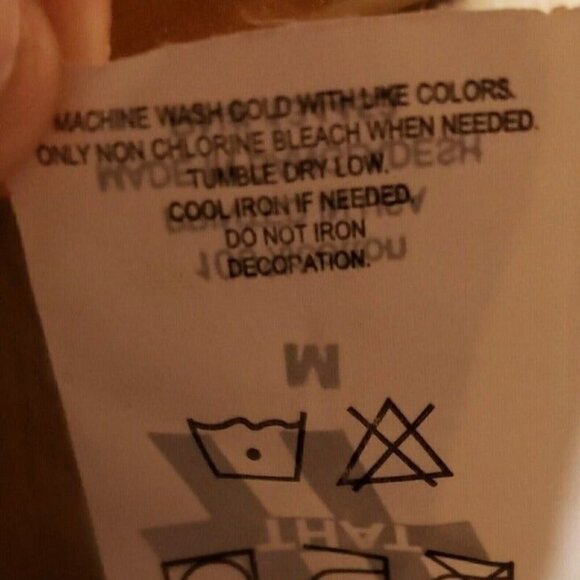 MACHINE WASH COLD WITH LIKE COLORS.
ONLY NON CHLORINE BLEACH WHEN NEEDED.
TUMBLE DRY LOW.
COOL IRON IF NEEDED.
DO NOT IRON
DECORATION.
M
THAT